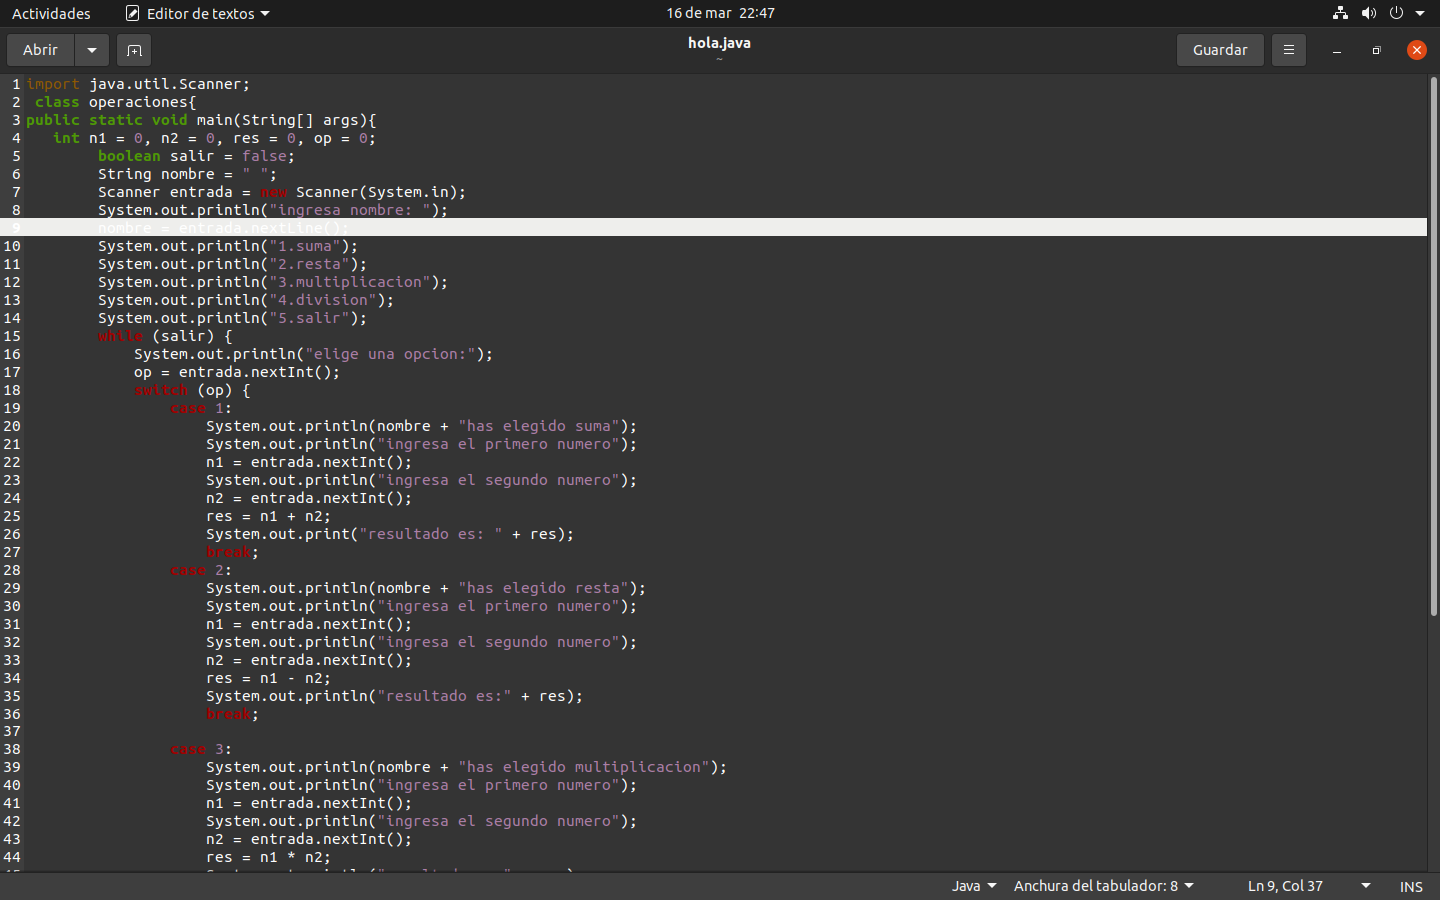 Actividades Editor de textos 16 de mar 22:47
Abrir hola.java Guardar
~
1 import java.util.Scanner;
2 class operaciones{
3 public static void main(String[] args){
4 int n1 = 0, n2 = 0, res = 0, op = 0;
5 boolean salir = false;
6 String nombre = " ";
7 Scanner entrada = new Scanner(System.in);
8 System.out.println("ingresa nombre: ");
9 nombre = entrada.nextLine();
10 System.out.println("1.suma");
11 System.out.println("2.resta");
12 System.out.println("3.multiplicacion");
13 System.out.println("4.division");
14 System.out.println("5.salir");
15 while (salir) {
16 System.out.println("elige una opcion:");
17 op = entrada.nextInt();
18 switch (op) {
19 case 1:
20 System.out.println(nombre + "has elegido suma");
21 System.out.println("ingresa el primero numero");
22 n1 = entrada.nextInt();
23 System.out.println("ingresa el segundo numero");
24 n2 = entrada.nextInt();
25 res = n1 + n2;
26 System.out.print("resultado es: " + res);
27 break;
28 case 2:
29 System.out.println(nombre + "has elegido resta");
30 System.out.println("ingresa el primero numero");
31 n1 = entrada.nextInt();
32 System.out.println("ingresa el segundo numero");
33 n2 = entrada.nextInt();
34 res = n1 - n2;
35 System.out.println("resultado es:" + res);
36 break;
37
38 case 3:
39 System.out.println(nombre + "has elegido multiplicacion");
40 System.out.println("ingresa el primero numero");
41 n1 = entrada.nextInt();
42 System.out.println("ingresa el segundo numero");
43 n2 = entrada.nextInt();
44 res = n1 * n2;
Java Anchura del tabulador: 8 Ln 9, Col 37 INS